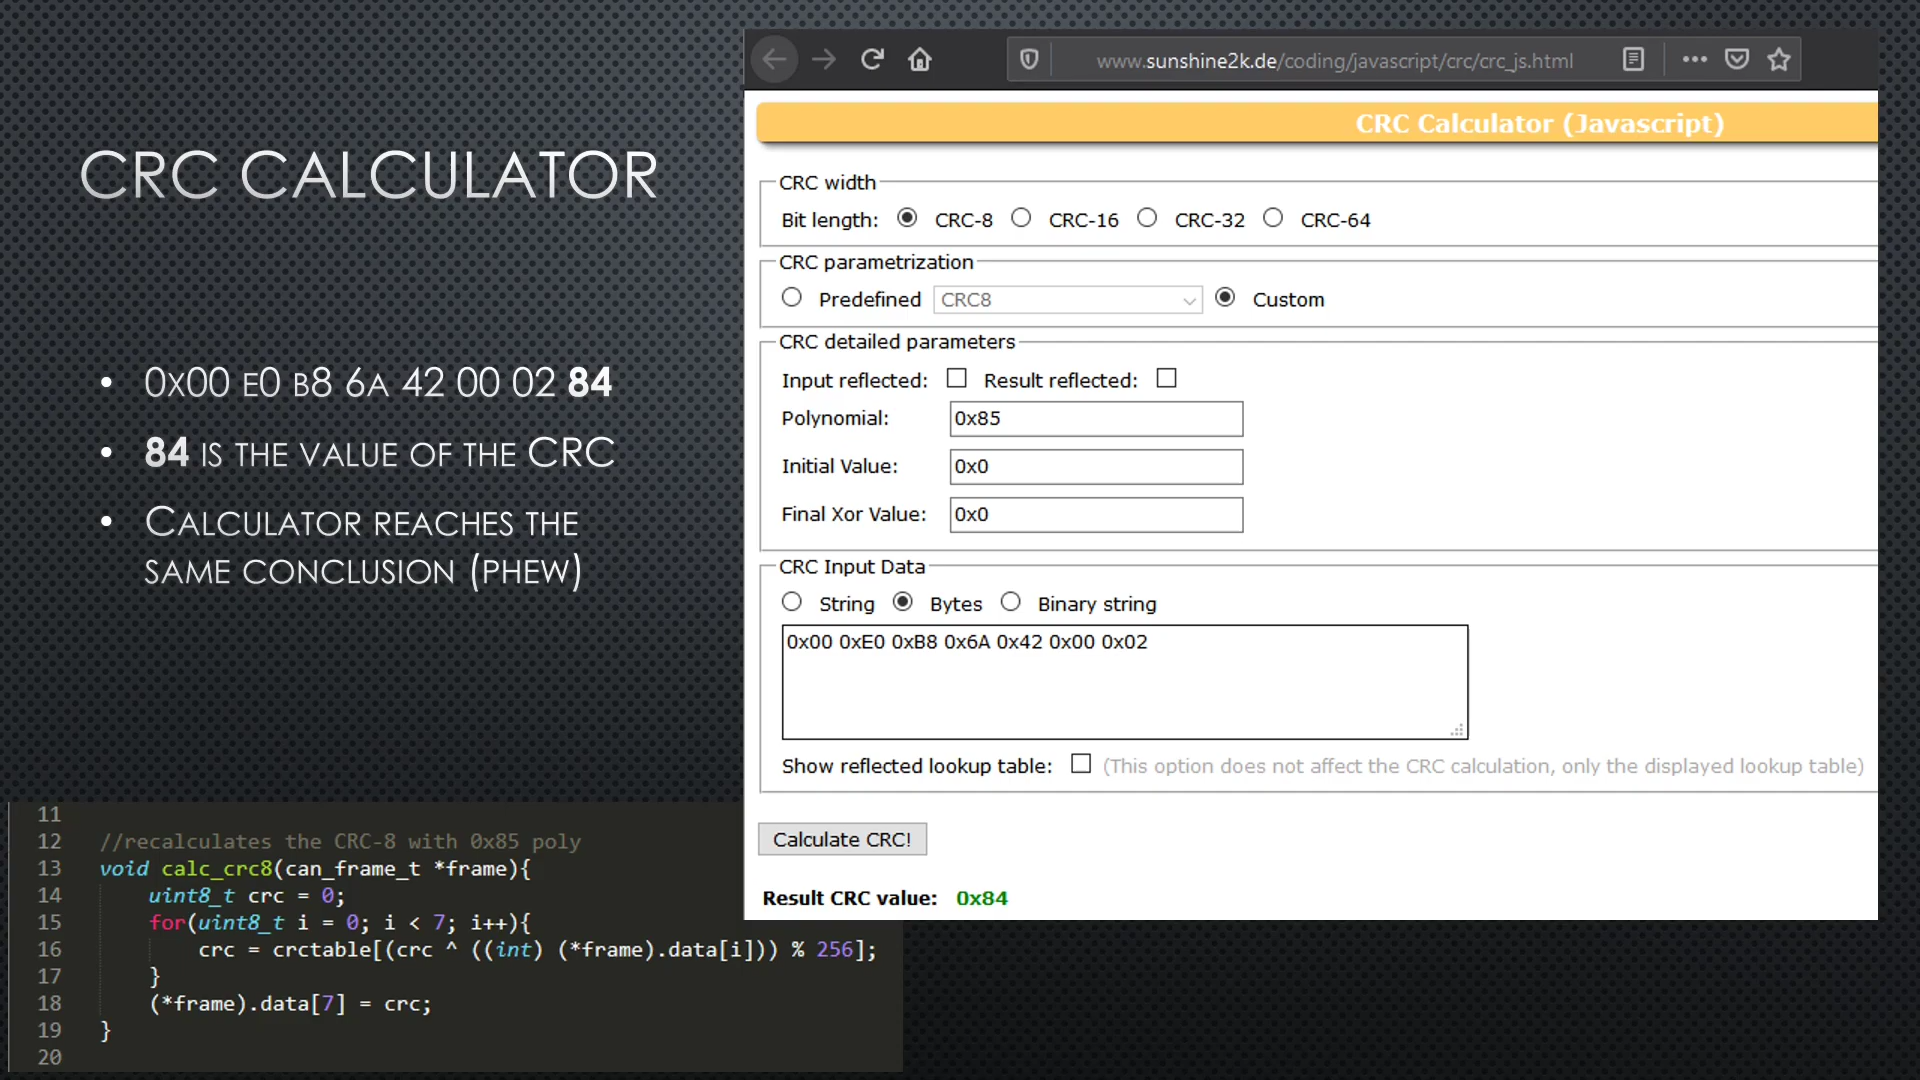 CRC CALCULATOR
• 0x00 E0 B8 6A 42 00 02 84
• 84 IS THE VALUE OF THE CRC
• CALCULATOR REACHES THE
SAME CONCLUSION (PHEW)
www.sunshine2k.de/coding/javascript/crc/crc_js.html
CRC Calculator (Javascript)
CRC width
Bit length: CRC-8 CRC-16 CRC-32 CRC-64
CRC parametrization
Predefined CRC8 Custom
CRC detailed parameters
Input reflected: Result reflected:
Polynomial: 0x85
Initial Value: 0x0
Final Xor Value: 0x0
CRC Input Data
String Bytes Binary string
0x00 0xE0 0xB8 0x6A 0x42 0x00 0x02
Show reflected lookup table: (This option does not affect the CRC calculation, only the displayed lookup table)
Calculate CRC!
Result CRC value: 0x84
11
12 //recalculates the CRC-8 with 0x85 poly
13 void calc_crc8(can_frame_t *frame){
14 uint8_t crc = 0;
15 for(uint8_t i = 0; i < 7; i++){
16 crc = crctable[(crc ^ ((int) (*frame).data[i])) % 256];
17 }
18 (*frame).data[7] = crc;
19 }
20